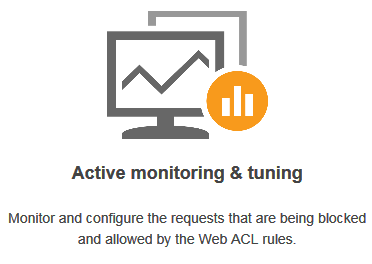 Active monitoring & tuning
Monitor and configure the requests that are being blocked
and allowed by the Web ACL rules.